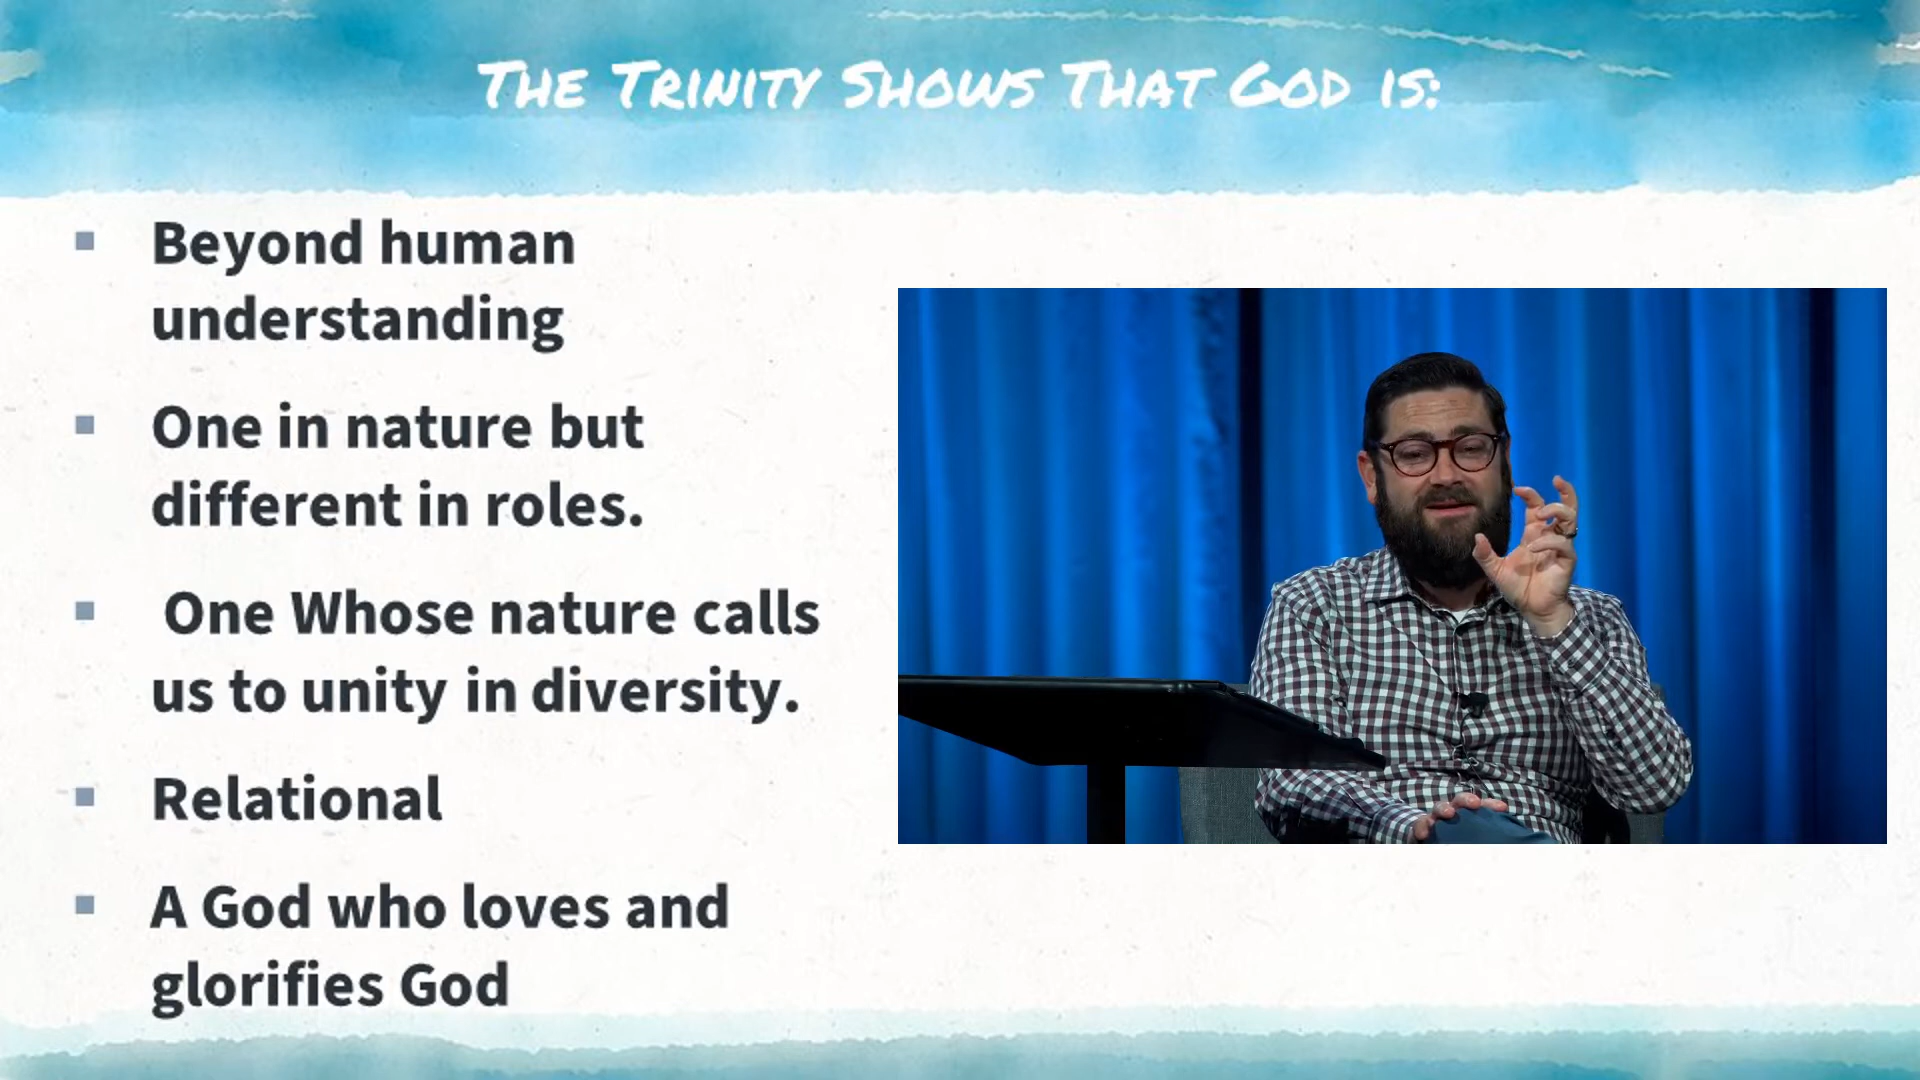 The Trinity Shows That God is:
Beyond human
understanding
One in nature but
different in roles.
One Whose nature calls
us to unity in diversity.
Relational
A God who loves and
glorifies God